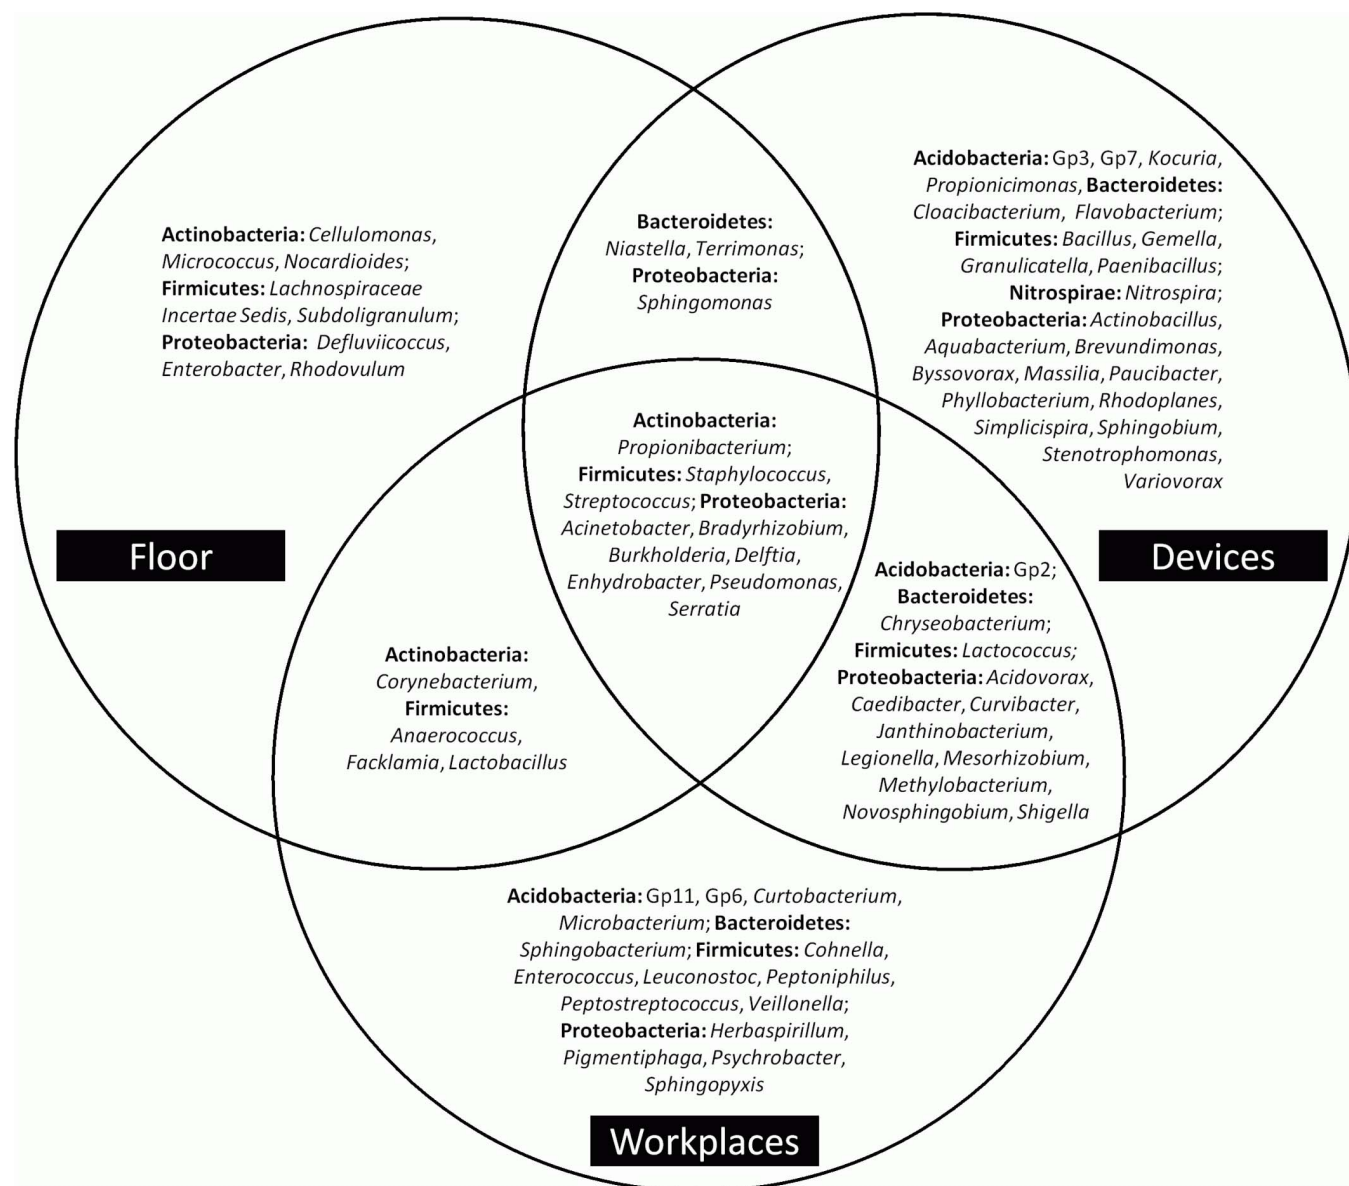 Actinobacteria: Cellulomonas,
Micrococcus, Nocardioides;
Firmicutes: Lachnospiraceae
Incertae Sedis, Subdoligranulum;
Proteobacteria: Defluviicoccus,
Enterobacter, Rhodovulum
Floor
Bacteroidetes:
Niastella, Terrimonas;
Proteobacteria:
Sphingomonas
Acidobacteria: Gp3, Gp7, Kocuria,
Propionicimonas, Bacteroidetes:
Cloacibacterium, Flavobacterium;
Firmicutes: Bacillus, Gemella,
Granulicatella, Paenibacillus;
Nitrospirae: Nitrospira;
Proteobacteria: Actinobacillus,
Aquabacterium, Brevundimonas,
Byssovorax, Massilia, Paucibacter,
Phyllobacterium, Rhodoplanes,
Simplicispira, Sphingobium,
Stenotrophomonas,
Variovorax
Devices
Actinobacteria:
Propionibacterium;
Firmicutes: Staphylococcus,
Streptococcus; Proteobacteria:
Acinetobacter, Bradyrhizobium,
Burkholderia, Delftia,
Enhydrobacter, Pseudomonas,
Serratia
Actinobacteria:
Corynebacterium,
Firmicutes:
Anaerococcus,
Facklamia, Lactobacillus
Acidobacteria: Gp2;
Bacteroidetes:
Chryseobacterium;
Firmicutes: Lactococcus;
Proteobacteria: Acidovorax,
Caedibacter, Curvibacter,
Janthinobacterium,
Legionella, Mesorhizobium,
Methylobacterium,
Novosphingobium, Shigella
Acidobacteria: Gp11, Gp6, Curtobacterium,
Microbacterium; Bacteroidetes:
Sphingobacterium; Firmicutes: Cohnella,
Enterococcus, Leuconostoc, Peptoniphilus,
Peptostreptococcus, Veillonella;
Proteobacteria: Herbaspirillum,
Pigmentiphaga, Psychrobacter,
Sphingopyxis
Workplaces